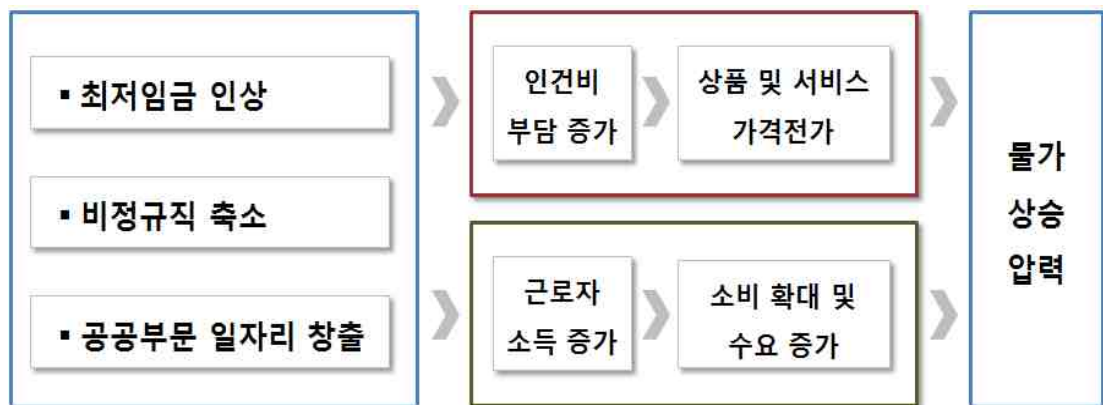 ▪ 최저임금 인상
▪ 비정규직 축소
▪ 공공부문 일자리 창출
인건비
부담 증가
상품 및 서비스
가격전가
근로자
소득 증가
소비 확대 및
수요 증가
물가
상승
압력